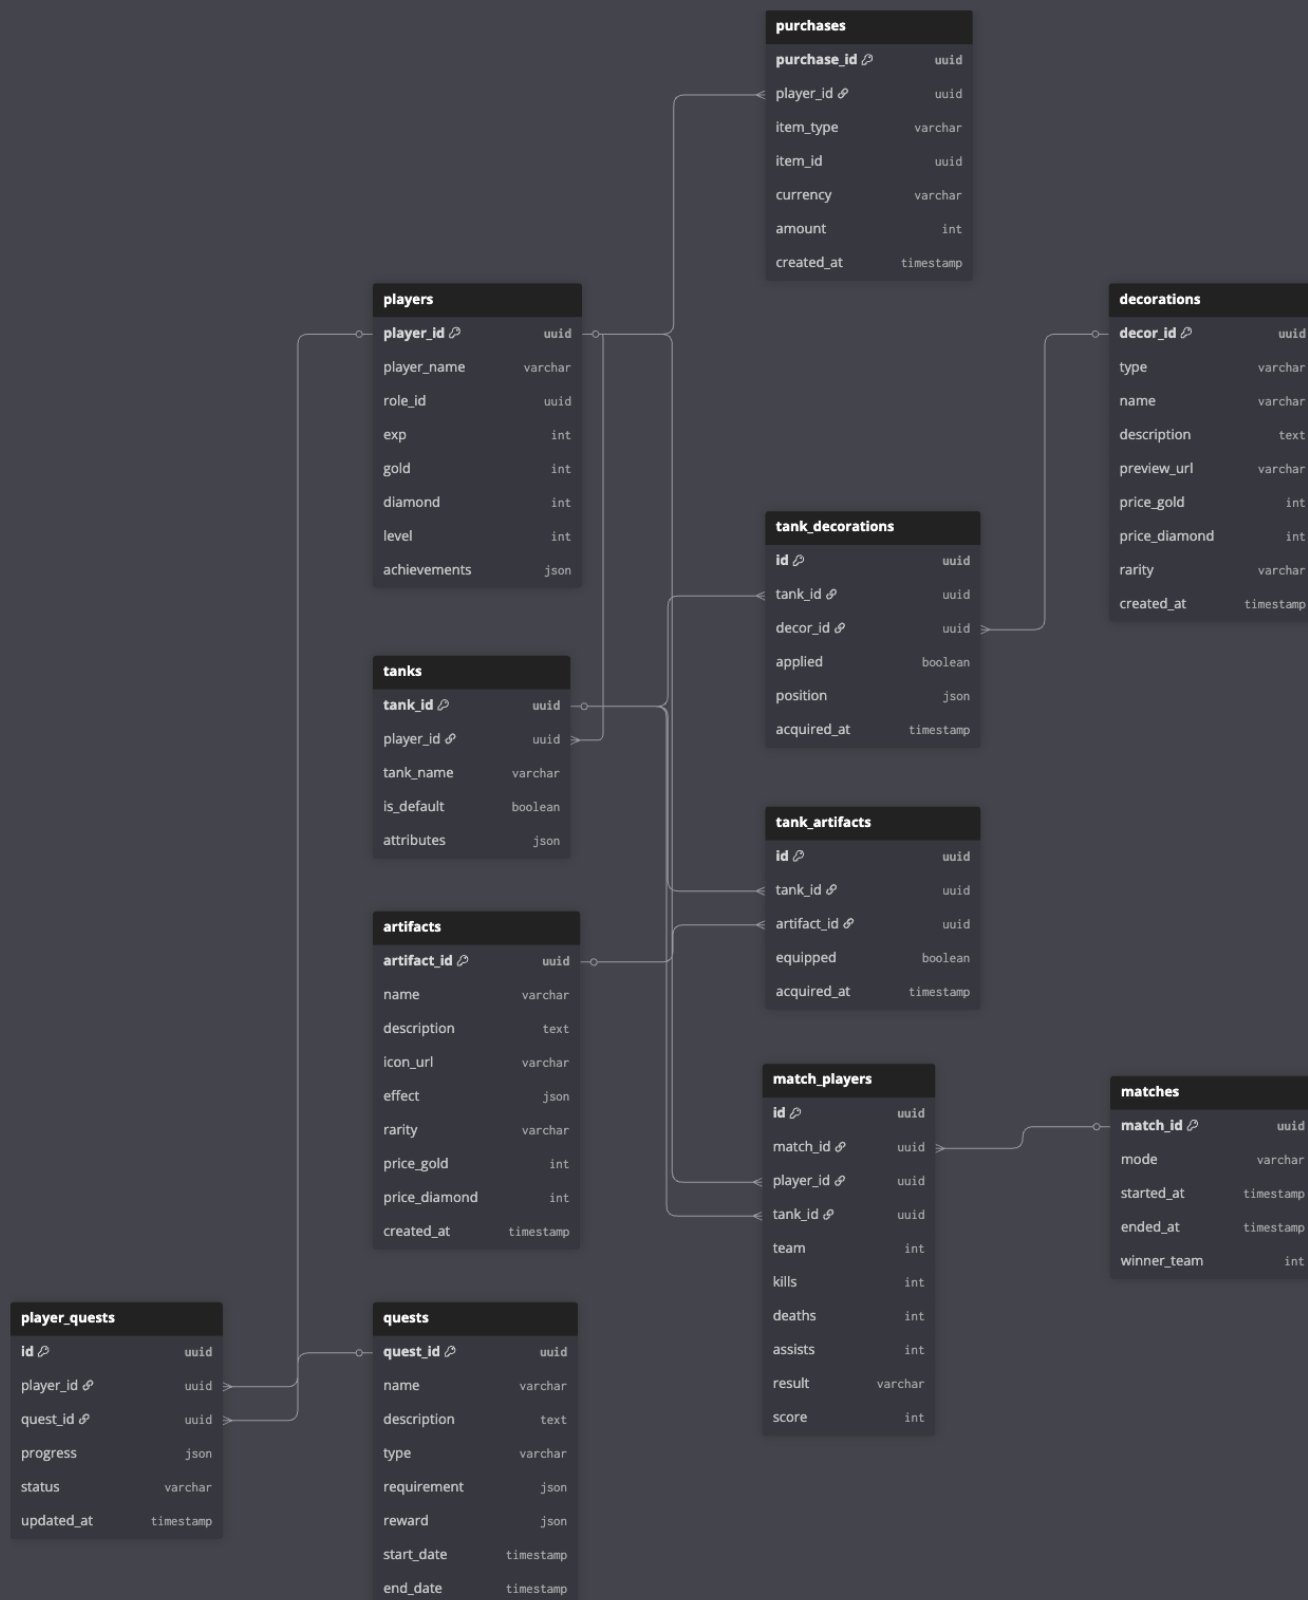 purchases
purchase_id uuid
player_id uuid
item_type varchar
item_id uuid
currency varchar
amount int
created_at timestamp
players
player_id uuid
player_name varchar
role_id uuid
exp int
gold int
diamond int
level int
achievements json
decorations
decor_id uuid
type varchar
name varchar
description text
preview_url varchar
price_gold int
price_diamond int
rarity varchar
created_at timestamp
tank_decorations
id uuid
tank_id uuid
decor_id uuid
applied boolean
position json
acquired_at timestamp
tanks
tank_id uuid
player_id uuid
tank_name varchar
is_default boolean
attributes json
tank_artifacts
id uuid
tank_id uuid
artifact_id uuid
equipped boolean
acquired_at timestamp
artifacts
artifact_id uuid
name varchar
description text
icon_url varchar
effect json
rarity varchar
price_gold int
price_diamond int
created_at timestamp
match_players
id uuid
match_id uuid
player_id uuid
tank_id uuid
team int
kills int
deaths int
assists int
result varchar
score int
matches
match_id uuid
mode varchar
started_at timestamp
ended_at timestamp
winner_team int
player_quests
id uuid
player_id uuid
quest_id uuid
progress json
status varchar
updated_at timestamp
quests
quest_id uuid
name varchar
description text
type varchar
requirement json
reward json
start_date timestamp
end_date timestamp